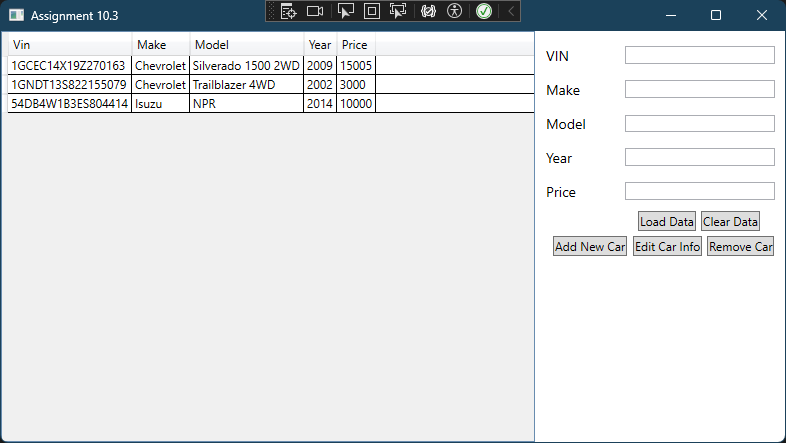 Assignment 10.3
Vin Make Model Year Price
1GCEC14X19Z270163 Chevrolet Silverado 1500 2WD 2009 15005
1GNDT13S822155079 Chevrolet Trailblazer 4WD 2002 3000
54DB4W1B3ES804414 Isuzu NPR 2014 10000
VIN
Make
Model
Year
Price
Load Data Clear Data
Add New Car Edit Car Info Remove Car